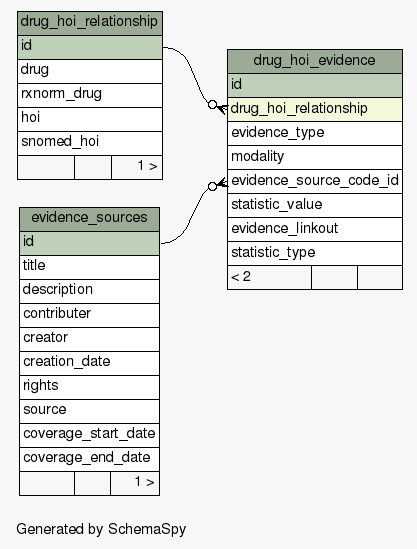 drug_hoi_relationship
id
drug
rxnorm_drug
hoi
snomed_hoi
1 >
drug_hoi_evidence
id
drug_hoi_relationship
evidence_type
modality
evidence_source_code_id
statistic_value
evidence_linkout
statistic_type
< 2
evidence_sources
id
title
description
contributer
creator
creation_date
rights
source
coverage_start_date
coverage_end_date
1 >
Generated by SchemaSpy